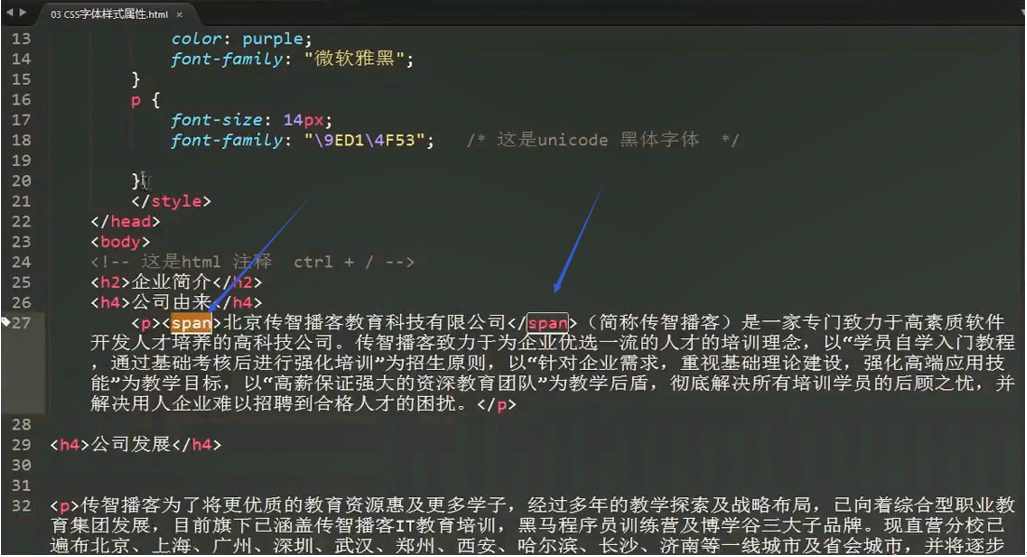 03 CSS字体样式属性.html ×
13 color: purple;
14 font-family: "微软雅黑";
15 }
16 p {
17 font-size: 14px;
18 font-family: "\9ED1\4F53"; /* 这是unicode 黑体字体 */
19
20 }
21 </style>
22 </head>
23 <body>
24 <!-- 这是html 注释 ctrl + / -->
25 <h2>企业简介</h2>
26 <h4>公司由来</h4>
27 <p><span>北京传智播客教育科技有限公司</span>（简称传智播客）是一家专门致力于高素质软件
开发人才培养的高科技公司。传智播客致力于为企业优选一流的人才的培训理念，以“学员自学入门教程
，通过基础考核后进行强化培训”为招生原则，以“针对企业需求，重视基础理论建设，强化高端应用技
能”为教学目标，以“高薪保证强大的资深教育团队”为教学后盾，彻底解决所有培训学员的后顾之忧，并
解决用人企业难以招聘到合格人才的困扰。</p>
28
29 <h4>公司发展</h4>
30
31
32 <p>传智播客为了将更优质的教育资源惠及更多学子，经过多年的教学探索及战略布局，已向着综合型职业教
育集团发展，目前旗下已涵盖传智播客IT教育培训，黑马程序员训练营及博学谷三大子品牌。现直营分校已
遍布北京、上海、广州、深圳、武汉、郑州、西安、哈尔滨、长沙、济南等一线城市及省会城市，并将逐步